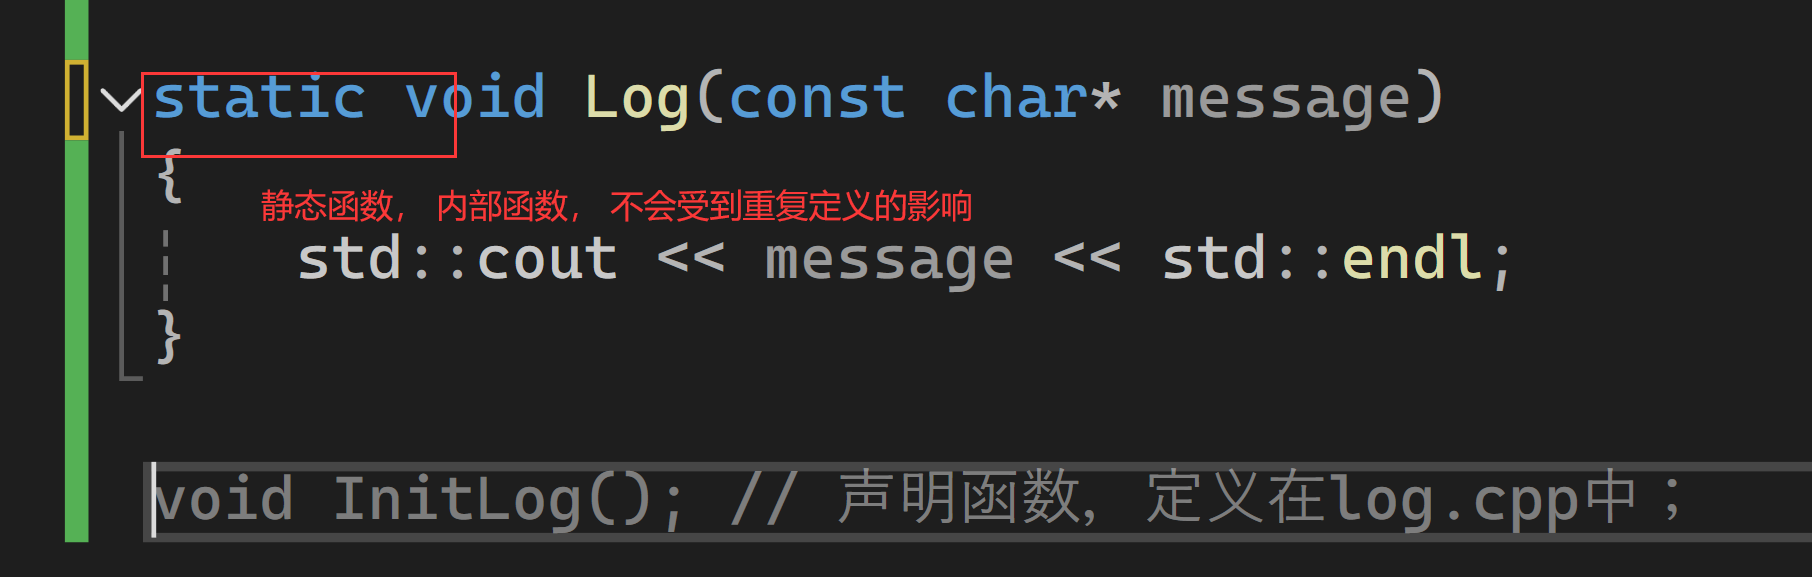 static void Log(const char* message)
{
静态函数， 内部函数， 不会受到重复定义的影响
std::cout << message << std::endl;
}
void InitLog(); // 声明函数, 定义在log.cpp中；